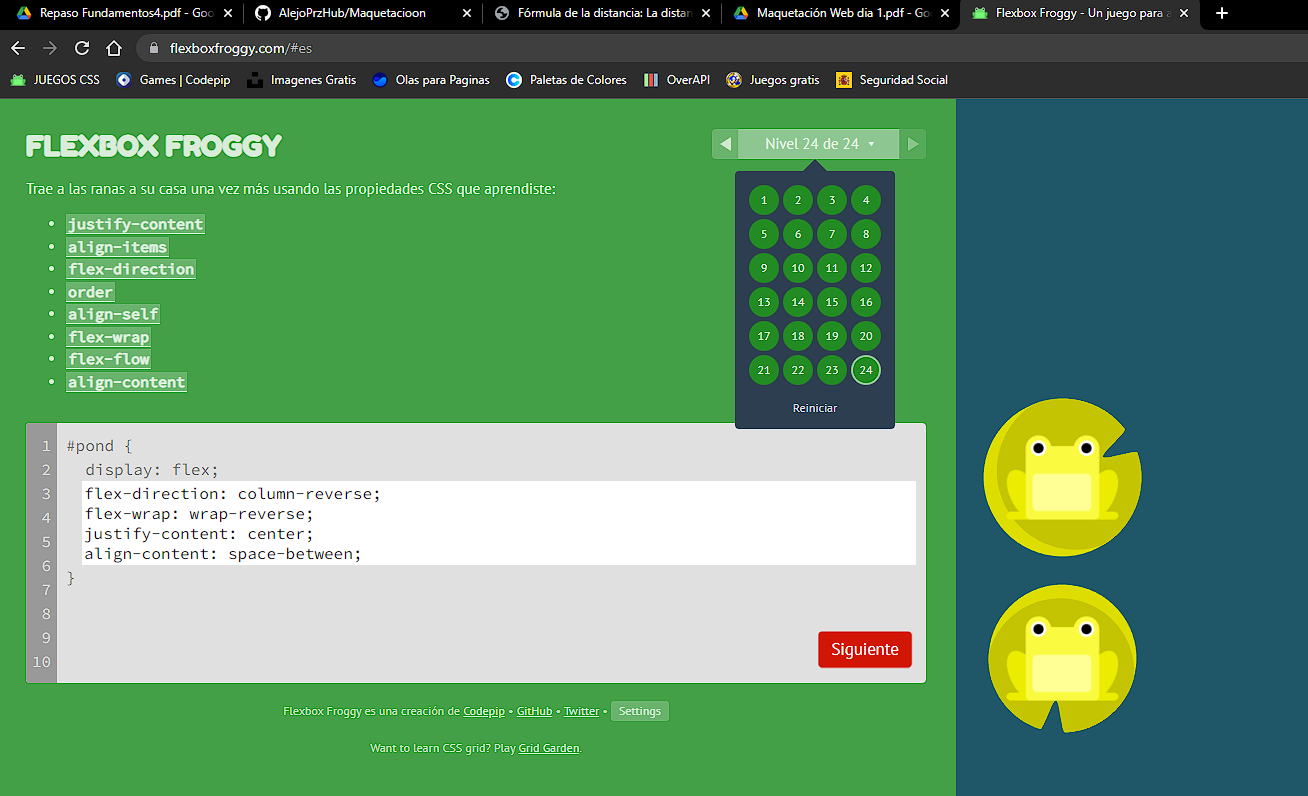 Repaso Fundamentos4.pdf - Goo
AlejoPrzHub/Maquetacioon
Fórmula de la distancia: La distan
Maquetación Web dia 1.pdf - Go
Flexbox Froggy - Un juego para a
flexboxfroggy.com/#es
JUEGOS CSS
Games | Codepip
Imagenes Gratis
Olas para Paginas
Paletas de Colores
OverAPI
Juegos gratis
Seguridad Social
FLEXBOX FROGGY
Nivel 24 de 24
Trae a las ranas a su casa una vez más usando las propiedades CSS que aprendiste:
justify-content
align-items
flex-direction
order
align-self
flex-wrap
flex-flow
align-content
1 2 3 4
5 6 7 8
9 10 11 12
13 14 15 16
17 18 19 20
21 22 23 24
Reiniciar
1 #pond {
2 display: flex;
3 flex-direction: column-reverse;
4 flex-wrap: wrap-reverse;
5 justify-content: center;
6 align-content: space-between;
7 }
8
9
10
Siguiente
Flexbox Froggy es una creación de Codepip • GitHub • Twitter • Settings
Want to learn CSS grid? Play Grid Garden.